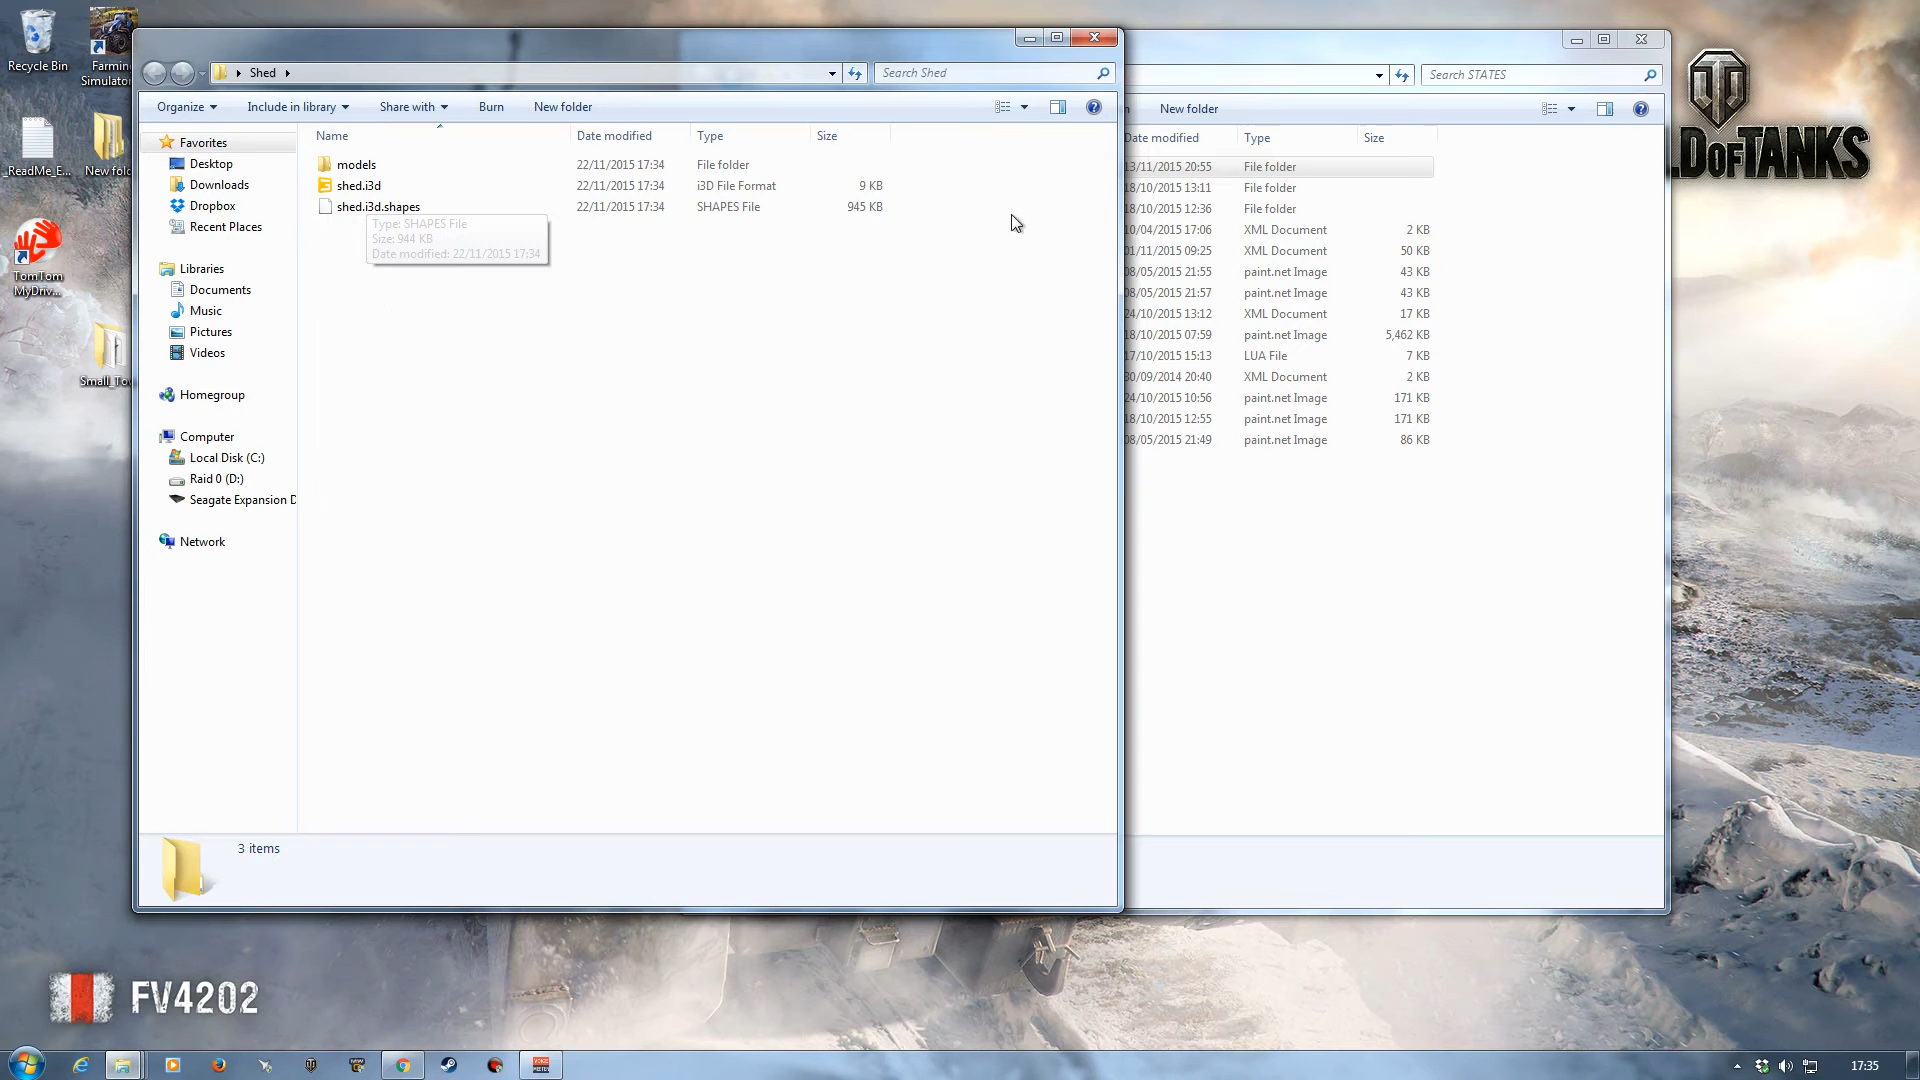 Recycle Bin
Farmin
Simulator
_ReadMe_E...
New fold
TomTom
MyDriv...
Small_To
Shed
Search Shed
Organize
Include in library
Share with
Burn
New folder
Name
Date modified
Type
Size
models
22/11/2015 17:34
File folder
shed.i3d
22/11/2015 17:34
i3D File Format
9 KB
shed.i3d.shapes
22/11/2015 17:34
SHAPES File
945 KB
Type: SHAPES File
Size: 944 KB
Date modified: 22/11/2015 17:34
Favorites
Desktop
Downloads
Dropbox
Recent Places
Libraries
Documents
Music
Pictures
Videos
Homegroup
Computer
Local Disk (C:)
Raid 0 (D:)
Seagate Expansion D
Network
3 items
Search STATES
New folder
Date modified
Type
Size
13/11/2015 20:55
File folder
18/10/2015 13:11
File folder
18/10/2015 12:36
File folder
10/04/2015 17:06
XML Document
2 KB
01/11/2015 09:25
XML Document
50 KB
08/05/2015 21:55
paint.net Image
43 KB
08/05/2015 21:57
paint.net Image
43 KB
24/10/2015 13:12
XML Document
17 KB
18/10/2015 07:59
paint.net Image
5,462 KB
17/10/2015 15:13
LUA File
7 KB
30/09/2014 20:40
XML Document
2 KB
24/10/2015 10:56
paint.net Image
171 KB
18/10/2015 12:55
paint.net Image
171 KB
08/05/2015 21:49
paint.net Image
86 KB
D OF TANKS
FV4202
17:35